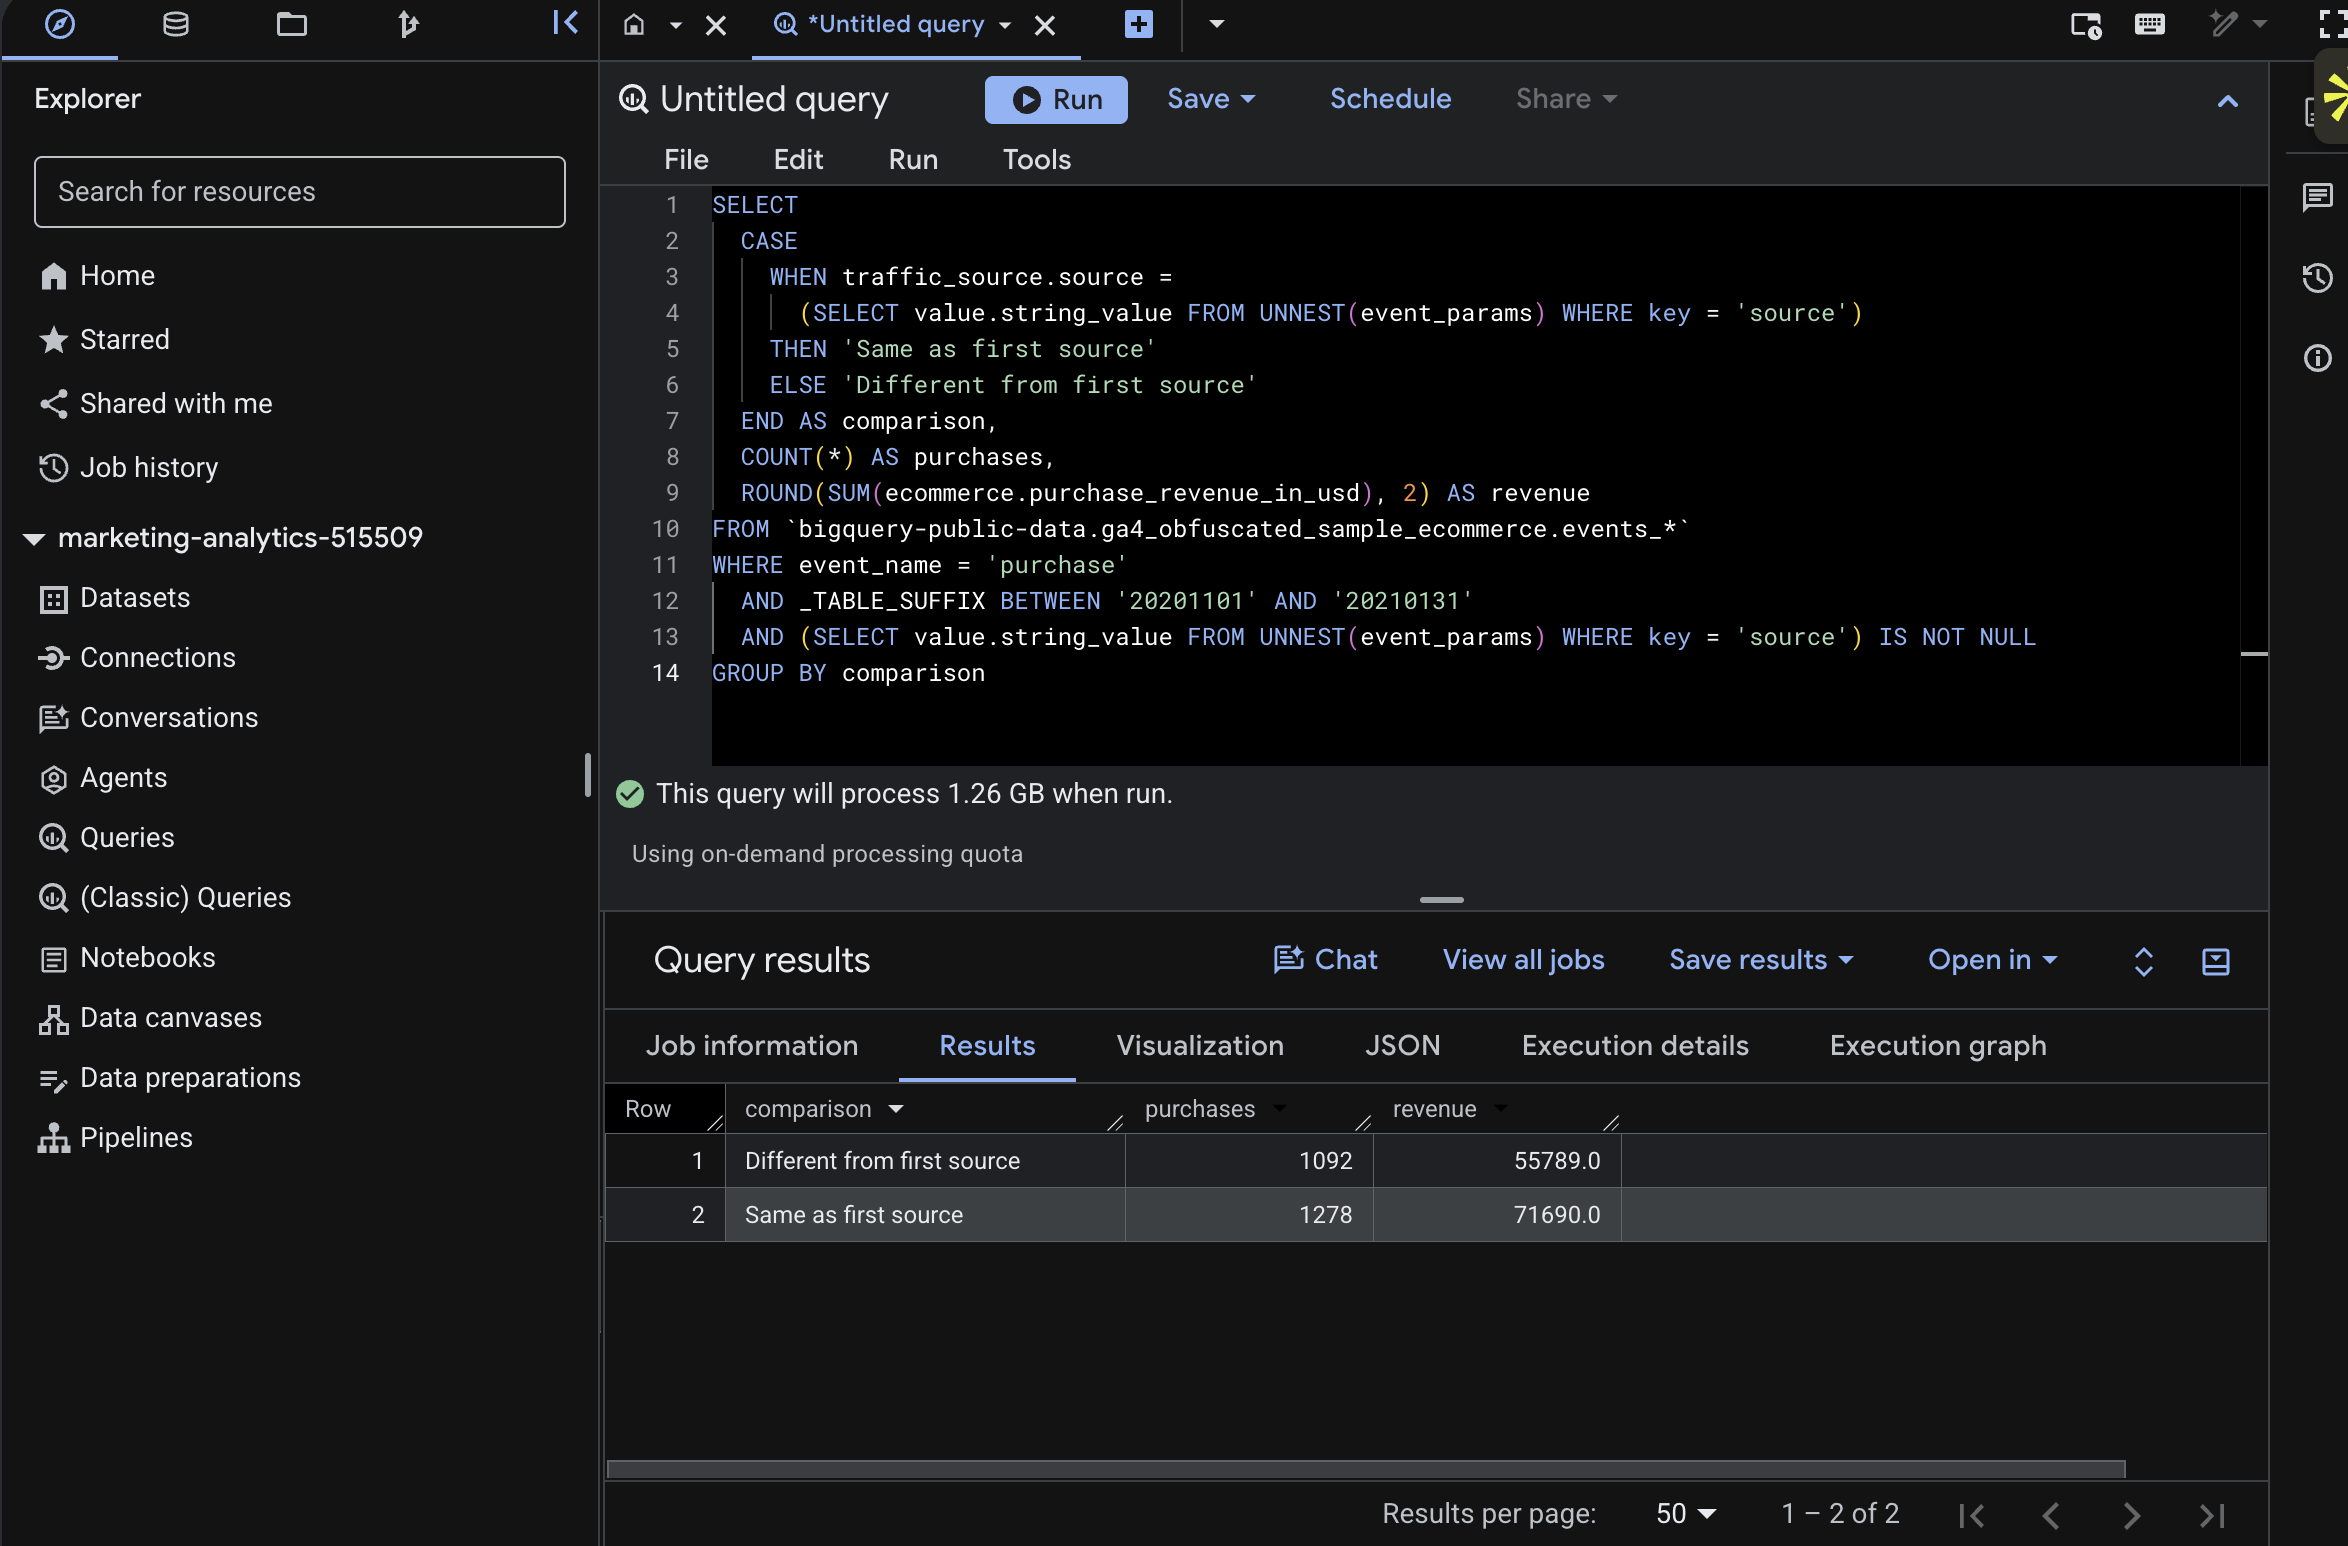 *Untitled query
Explorer
Search for resources
Home
Starred
Shared with me
Job history
marketing-analytics-515509
Datasets
Connections
Conversations
Agents
Queries
(Classic) Queries
Notebooks
Data canvases
Data preparations
Pipelines
Untitled query
Run
Save
Schedule
Share
File
Edit
Run
Tools
1 SELECT
2 CASE
3 WHEN traffic_source.source =
4 (SELECT value.string_value FROM UNNEST(event_params) WHERE key = 'source')
5 THEN 'Same as first source'
6 ELSE 'Different from first source'
7 END AS comparison,
8 COUNT(*) AS purchases,
9 ROUND(SUM(ecommerce.purchase_revenue_in_usd), 2) AS revenue
10 FROM `bigquery-public-data.ga4_obfuscated_sample_ecommerce.events_*`
11 WHERE event_name = 'purchase'
12 AND _TABLE_SUFFIX BETWEEN '20201101' AND '20210131'
13 AND (SELECT value.string_value FROM UNNEST(event_params) WHERE key = 'source') IS NOT NULL
14 GROUP BY comparison
This query will process 1.26 GB when run.
Using on-demand processing quota
Query results
Chat
View all jobs
Save results
Open in
Job information
Results
Visualization
JSON
Execution details
Execution graph
Row comparison purchases revenue
1 Different from first source 1092 55789.0
2 Same as first source 1278 71690.0
Results per page: 50 1 – 2 of 2